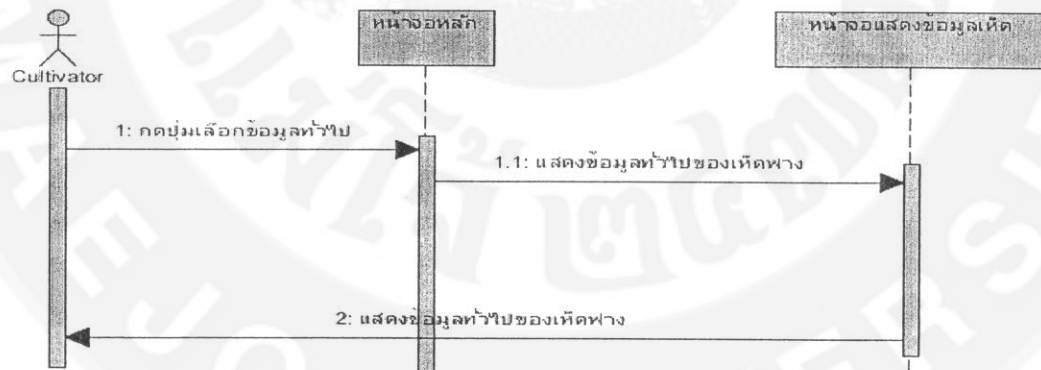 หน้าจอหลัก
หน้าจอแสดงข้อมูลเห็ด
Cultivator
1: กดปุ่มเลือกข้อมูลทั่วไป
1.1: แสดงข้อมูลทั่วไปของเห็ดฟาง
2: แสดงข้อมูลทั่วไปของเห็ดฟาง